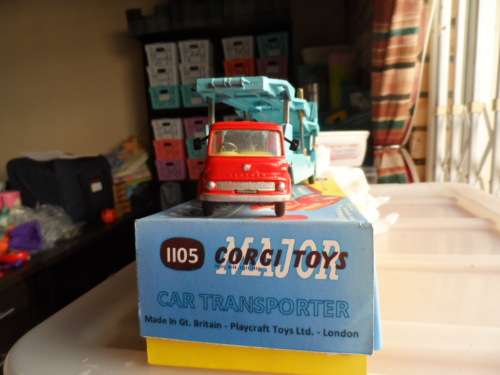 1105 MAJOR CORGI TOYS
CAR TRANSPORTER
Made in Gt. Britain - Playcraft Toys Ltd. - London